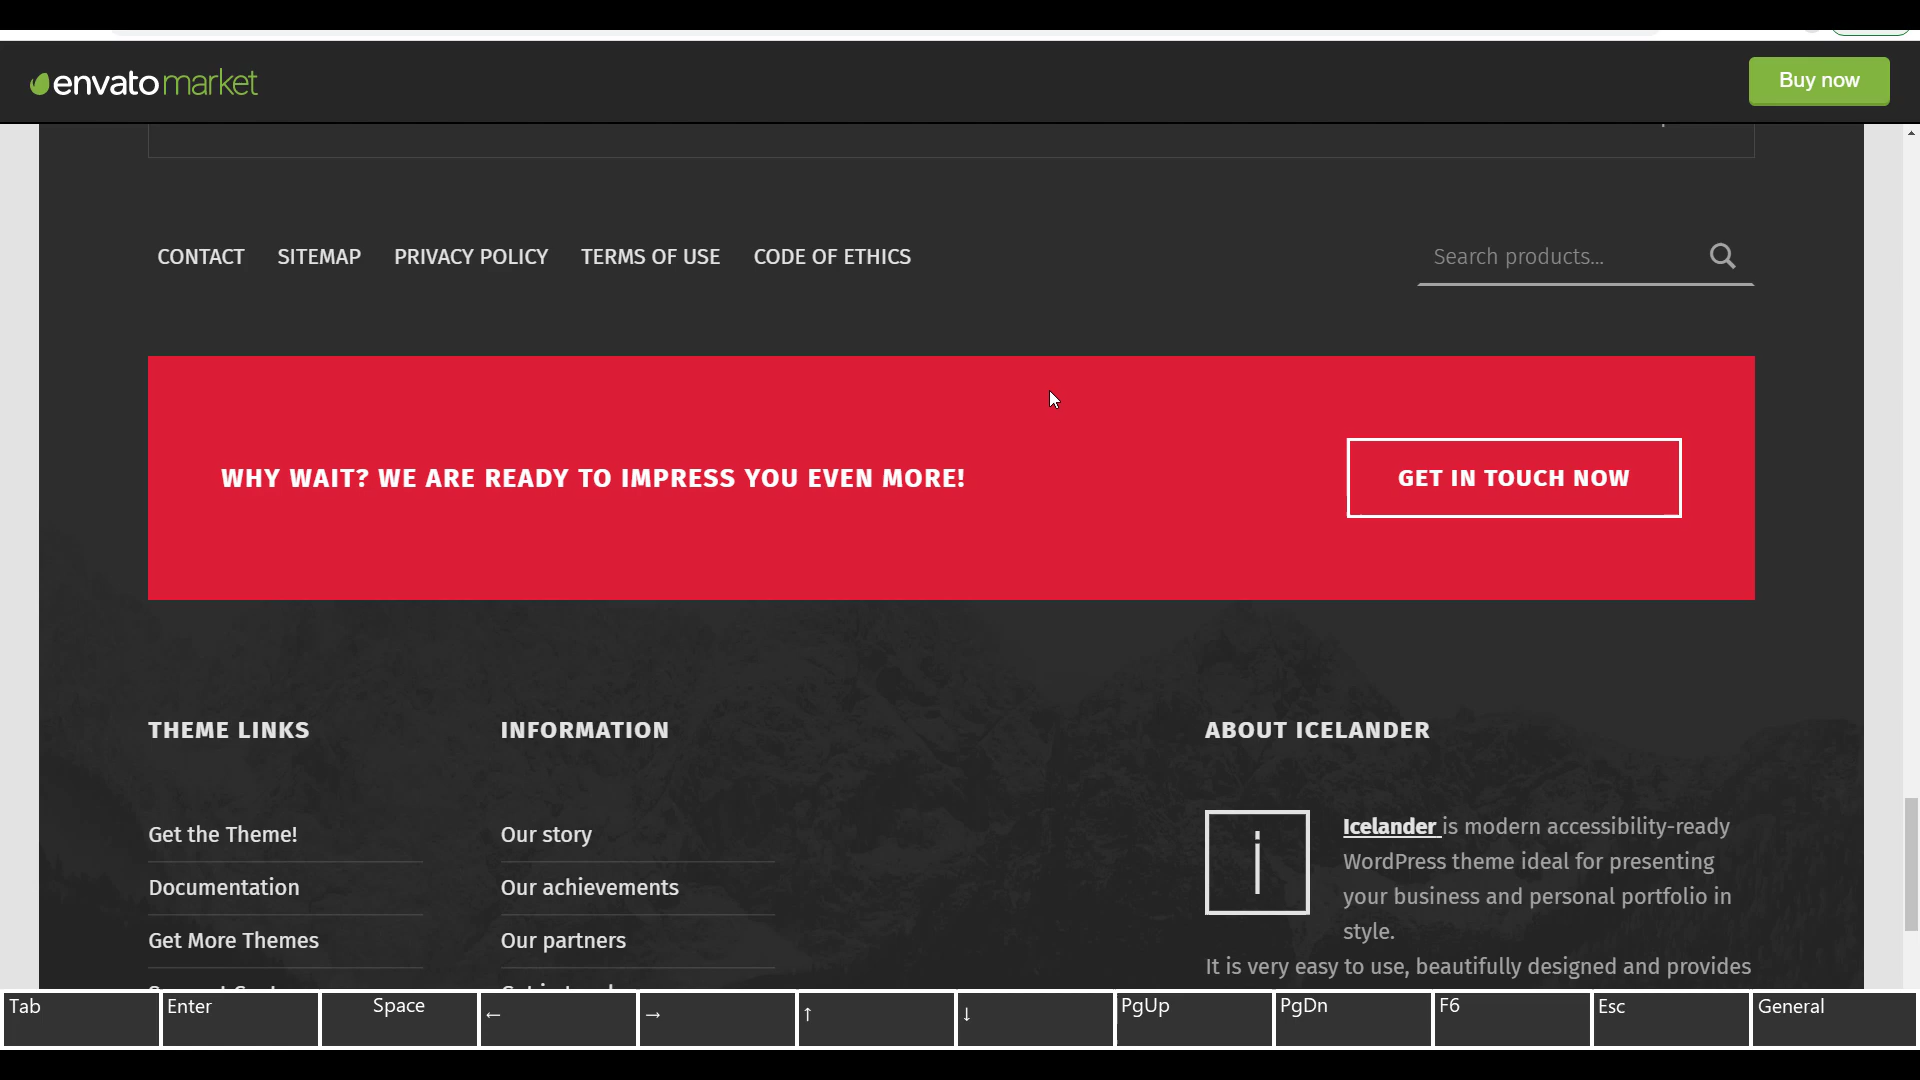 envatomarket
Buy now
CONTACT SITEMAP PRIVACY POLICY TERMS OF USE CODE OF ETHICS
Search products...
WHY WAIT? WE ARE READY TO IMPRESS YOU EVEN MORE!
GET IN TOUCH NOW
THEME LINKS
Get the Theme!
Documentation
Get More Themes
INFORMATION
Our story
Our achievements
Our partners
ABOUT ICELANDER
i
Icelander is modern accessibility-ready
WordPress theme ideal for presenting
your business and personal portfolio in
style.
It is very easy to use, beautifully designed and provides
Tab Enter Space ← → ↑ ↓ PgUp PgDn F6 Esc General